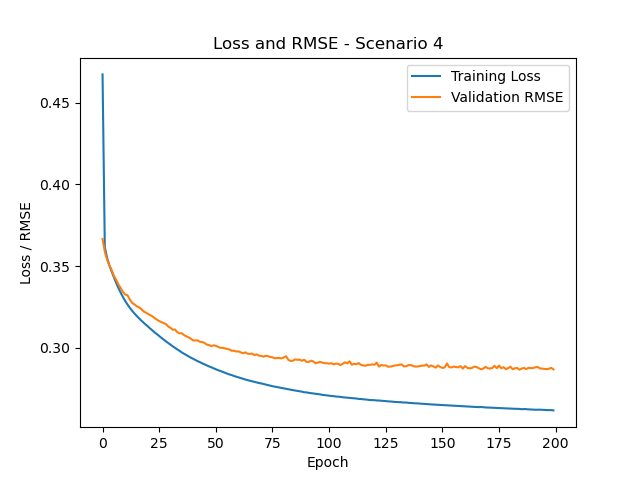 Loss and RMSE - Scenario 4
Training Loss
Validation RMSE
0.45
0.40
0.35
0.30
Loss / RMSE
0 25 50 75 100 125 150 175 200
Epoch